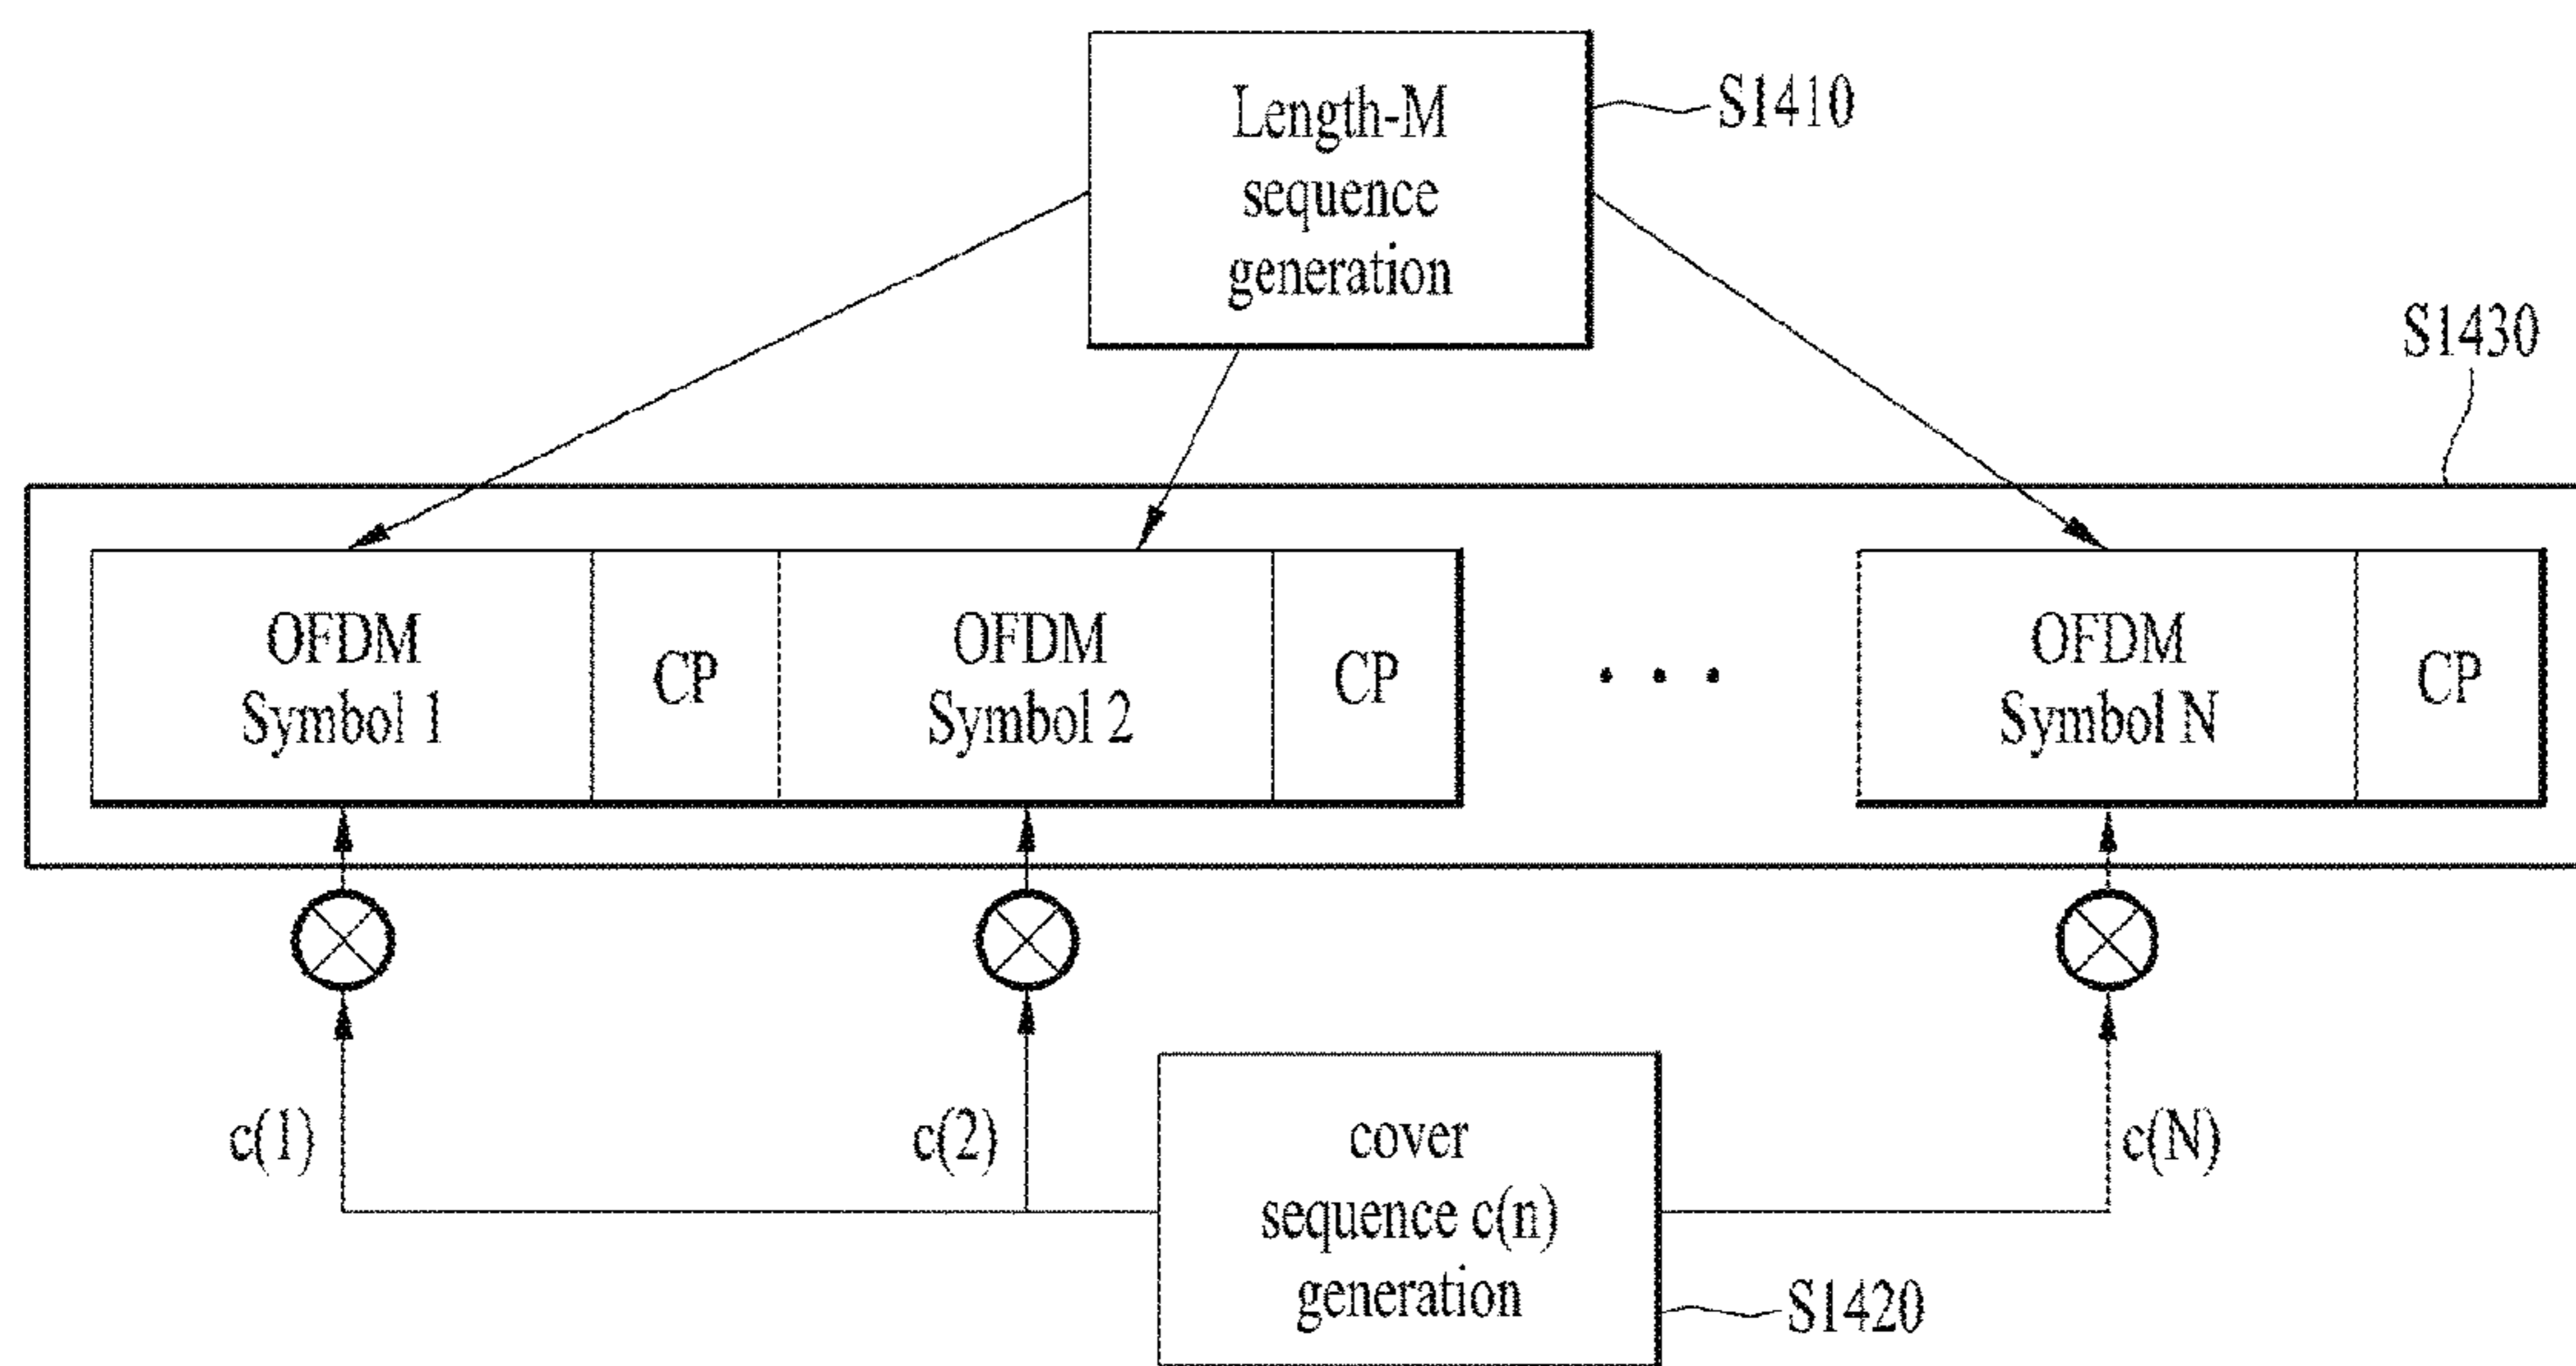 Length-M
sequence
generation
S1410
S1430
OFDM
Symbol 1
CP
OFDM
Symbol 2
CP
. . .
OFDM
Symbol N
CP
c(1)
c(2)
cover
sequence c(n)
generation
c(N)
S1420